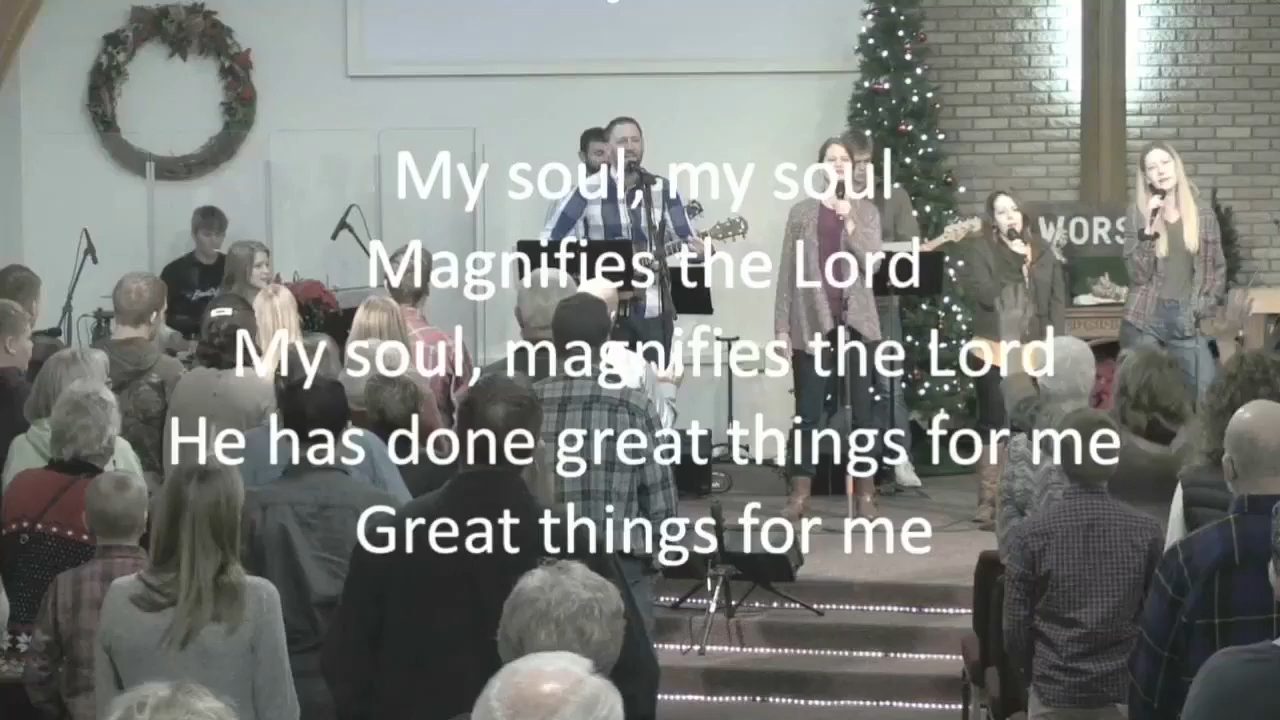 My soul, my soul
Magnifies the Lord
My soul, magnifies the Lord
He has done great things for me
Great things for me
WORS